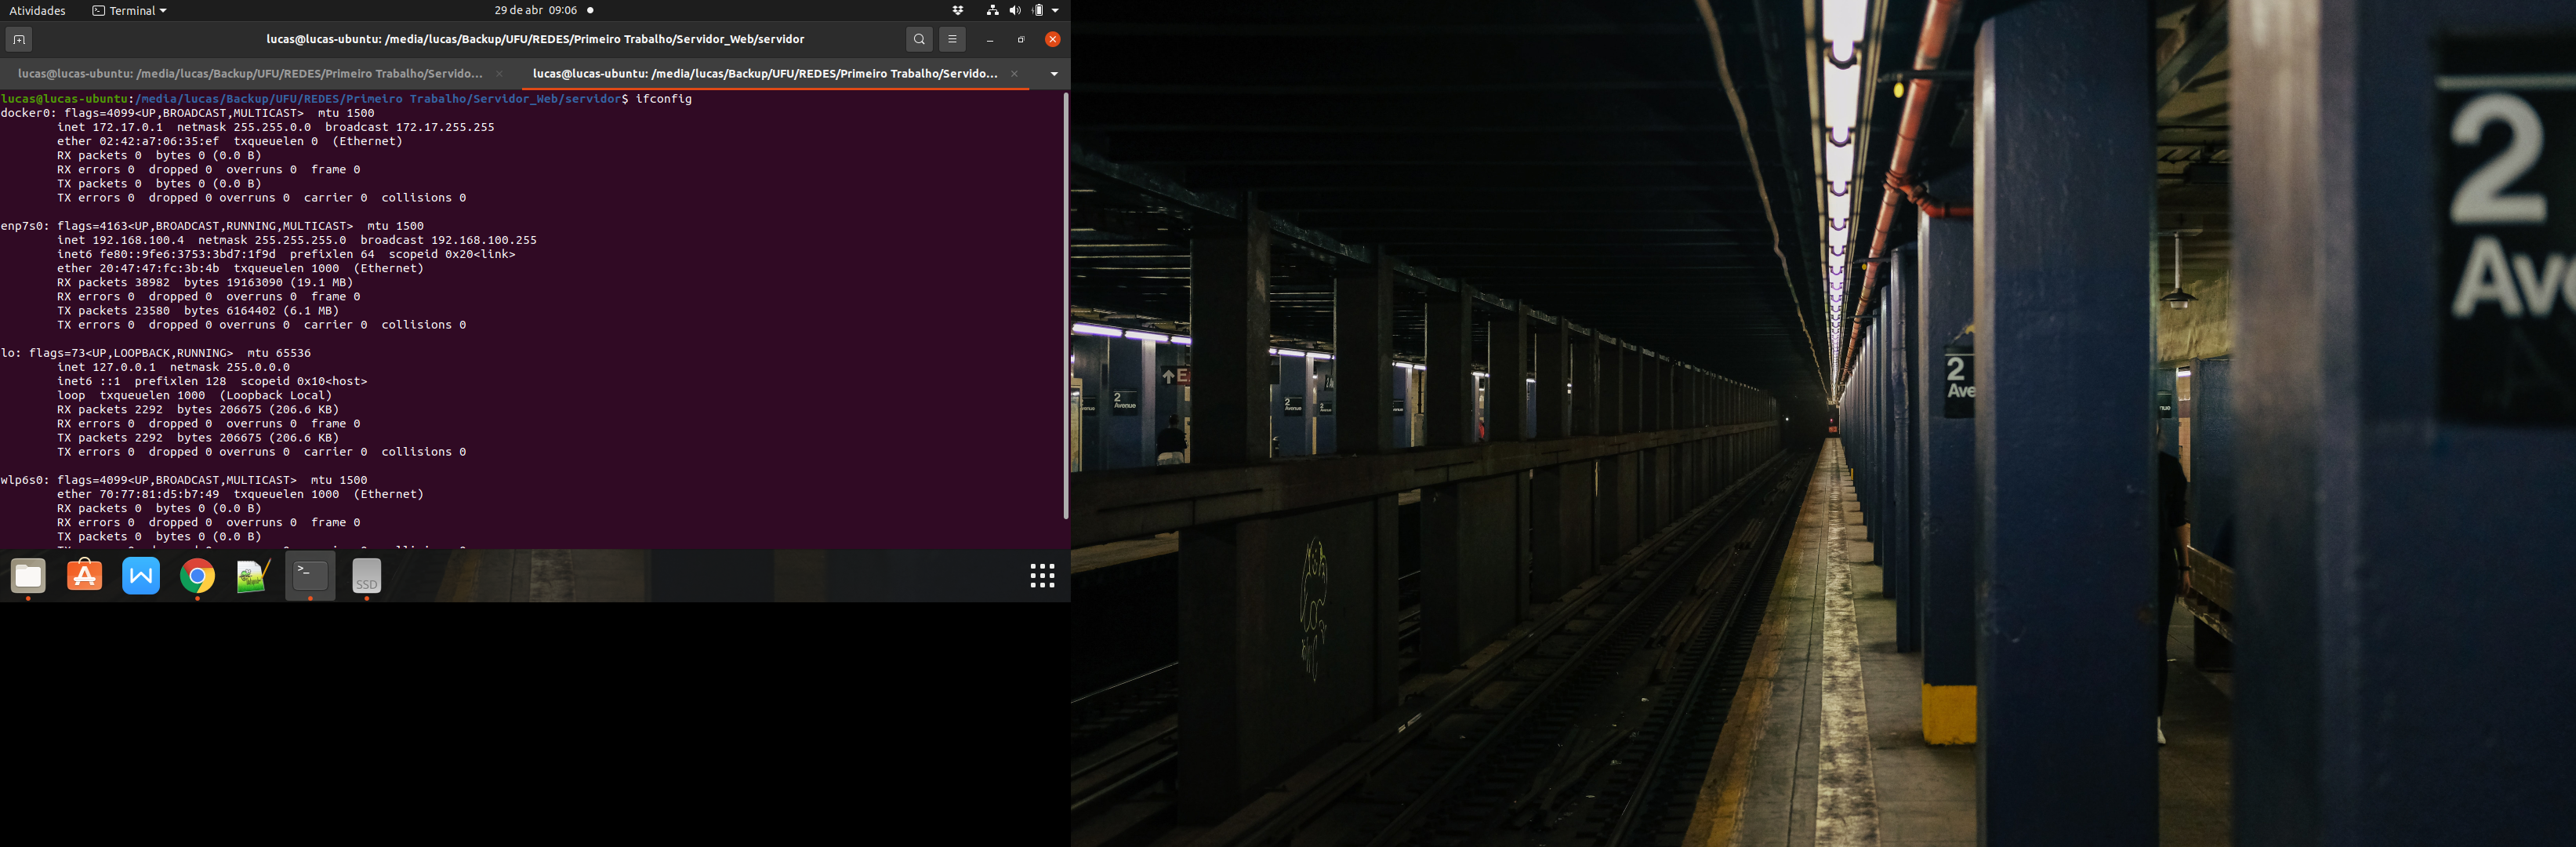 Atividades
Terminal
29 de abr 09:06
lucas@lucas-ubuntu: /media/lucas/Backup/UFU/REDES/Primeiro Trabalho/Servidor_Web/servidor
lucas@lucas-ubuntu: /media/lucas/Backup/UFU/REDES/Primeiro Trabalho/Servido...
lucas@lucas-ubuntu: /media/lucas/Backup/UFU/REDES/Primeiro Trabalho/Servido...
lucas@lucas-ubuntu:/media/lucas/Backup/UFU/REDES/Primeiro Trabalho/Servidor_Web/servidor$ ifconfig
docker0: flags=4099<UP,BROADCAST,MULTICAST>  mtu 1500
inet 172.17.0.1  netmask 255.255.0.0  broadcast 172.17.255.255
ether 02:42:a7:06:35:ef  txqueuelen 0  (Ethernet)
RX packets 0  bytes 0 (0.0 B)
RX errors 0  dropped 0  overruns 0  frame 0
TX packets 0  bytes 0 (0.0 B)
TX errors 0  dropped 0 overruns 0  carrier 0  collisions 0
enp7s0: flags=4163<UP,BROADCAST,RUNNING,MULTICAST>  mtu 1500
inet 192.168.100.4  netmask 255.255.255.0  broadcast 192.168.100.255
inet6 fe80::9fe6:3753:3bd7:1f9d  prefixlen 64  scopeid 0x20<link>
ether 20:47:47:fc:3b:4b  txqueuelen 1000  (Ethernet)
RX packets 38982  bytes 19163090 (19.1 MB)
RX errors 0  dropped 0  overruns 0  frame 0
TX packets 23580  bytes 6164402 (6.1 MB)
TX errors 0  dropped 0 overruns 0  carrier 0  collisions 0
lo: flags=73<UP,LOOPBACK,RUNNING>  mtu 65536
inet 127.0.0.1  netmask 255.0.0.0
inet6 ::1  prefixlen 128  scopeid 0x10<host>
loop  txqueuelen 1000  (Loopback Local)
RX packets 2292  bytes 206675 (206.6 KB)
RX errors 0  dropped 0  overruns 0  frame 0
TX packets 2292  bytes 206675 (206.6 KB)
TX errors 0  dropped 0 overruns 0  carrier 0  collisions 0
wlp6s0: flags=4099<UP,BROADCAST,MULTICAST>  mtu 1500
ether 70:77:81:d5:b7:49  txqueuelen 1000  (Ethernet)
RX packets 0  bytes 0 (0.0 B)
RX errors 0  dropped 0  overruns 0  frame 0
TX packets 0  bytes 0 (0.0 B)
SSD
2
Avenue
2
Avenue
2
Ave
2
Ave